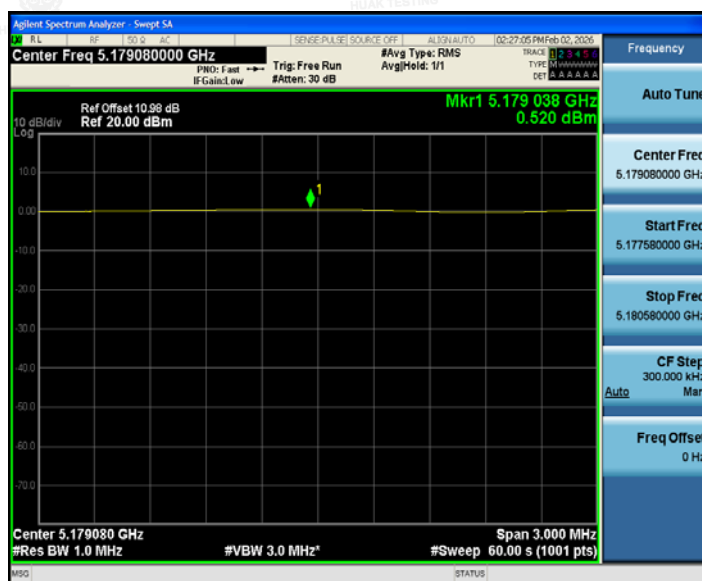 HUAK TESTING
Agilent Spectrum Analyzer - Swept SA
RL RF 50 Ω AC SENSE:PULSE SOURCE OFF ALIGNAUTO 02:27:05 PM Feb 02, 2026
Center Freq 5.179080000 GHz
PNO: Fast
IFGain:Low
Trig: Free Run
#Atten: 30 dB
#Avg Type: RMS
Avg|Hold: 1/1
TRACE 1 2 3 4 5 6
TYPE M
DET A A A A A A
Mkr1 5.179 038 GHz
0.520 dBm
Ref Offset 10.98 dB
10 dB/div Ref 20.00 dBm
Log
1
10.0
0.00
-10.0
-20.0
-30.0
-40.0
-50.0
-60.0
-70.0
Center 5.179080 GHz Span 3.000 MHz
#Res BW 1.0 MHz #VBW 3.0 MHz* #Sweep 60.00 s (1001 pts)
MSG STATUS
Frequency
Auto Tune
Center Freq
5.179080000 GHz
Start Freq
5.177580000 GHz
Stop Freq
5.180580000 GHz
CF Step
300.000 kHz
Auto Man
Freq Offset
0 Hz